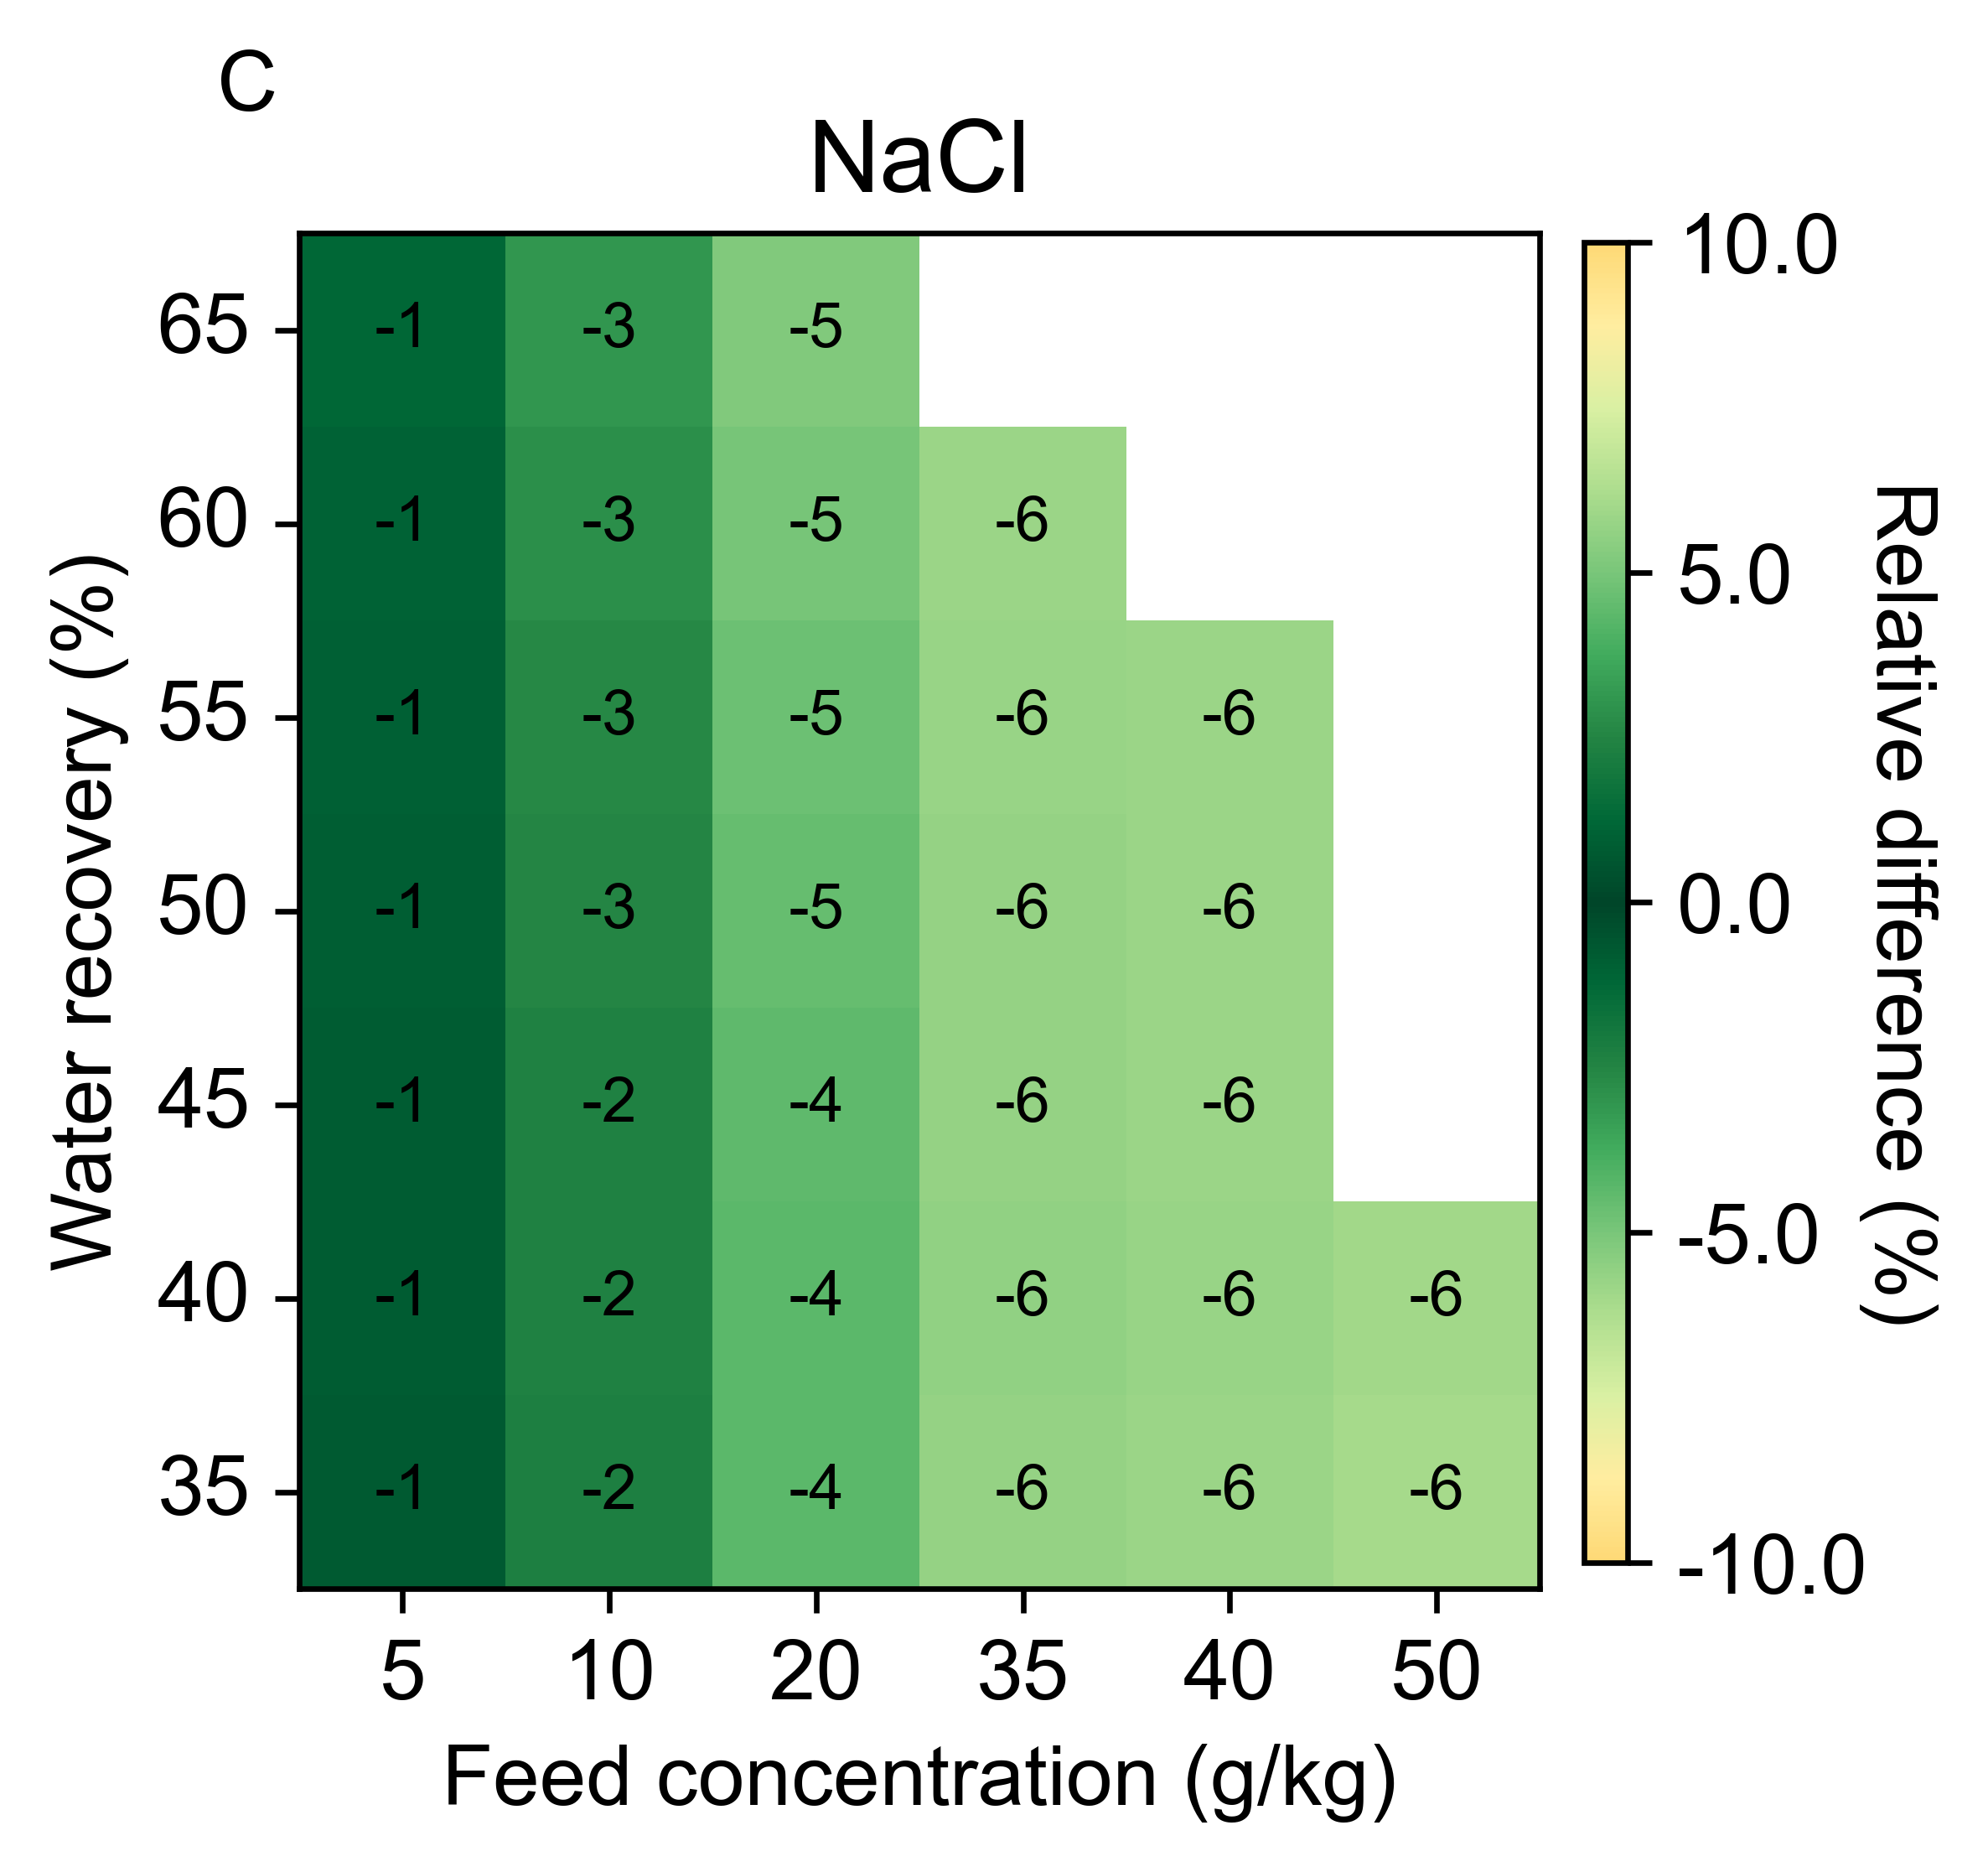 C
NaCl
Water recovery (%)
65 -1 -3 -5
60 -1 -3 -5 -6
55 -1 -3 -5 -6 -6
50 -1 -3 -5 -6 -6
45 -1 -2 -4 -6 -6
40 -1 -2 -4 -6 -6 -6
35 -1 -2 -4 -6 -6 -6
5 10 20 35 40 50
Feed concentration (g/kg)
10.0
5.0
0.0
-5.0
-10.0
Relative difference (%)